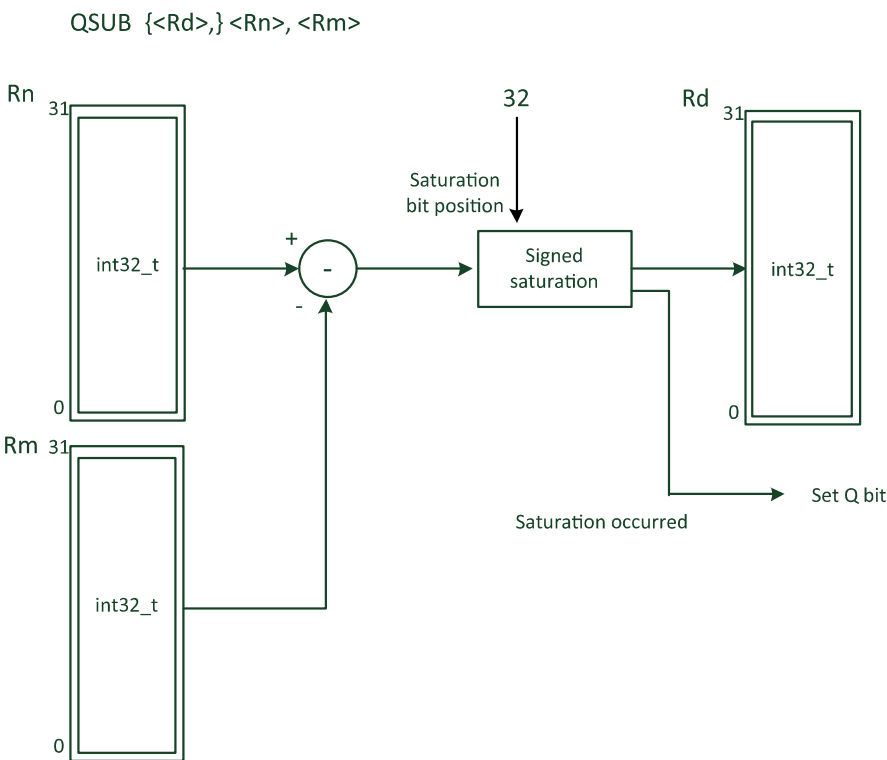 QSUB {<Rd>,} <Rn>, <Rm>
Rn
31
int32_t
0
+
-
-
32
Saturation
bit position
Signed
saturation
Rd
31
int32_t
0
Rm
31
int32_t
0
Saturation occurred
Set Q bit